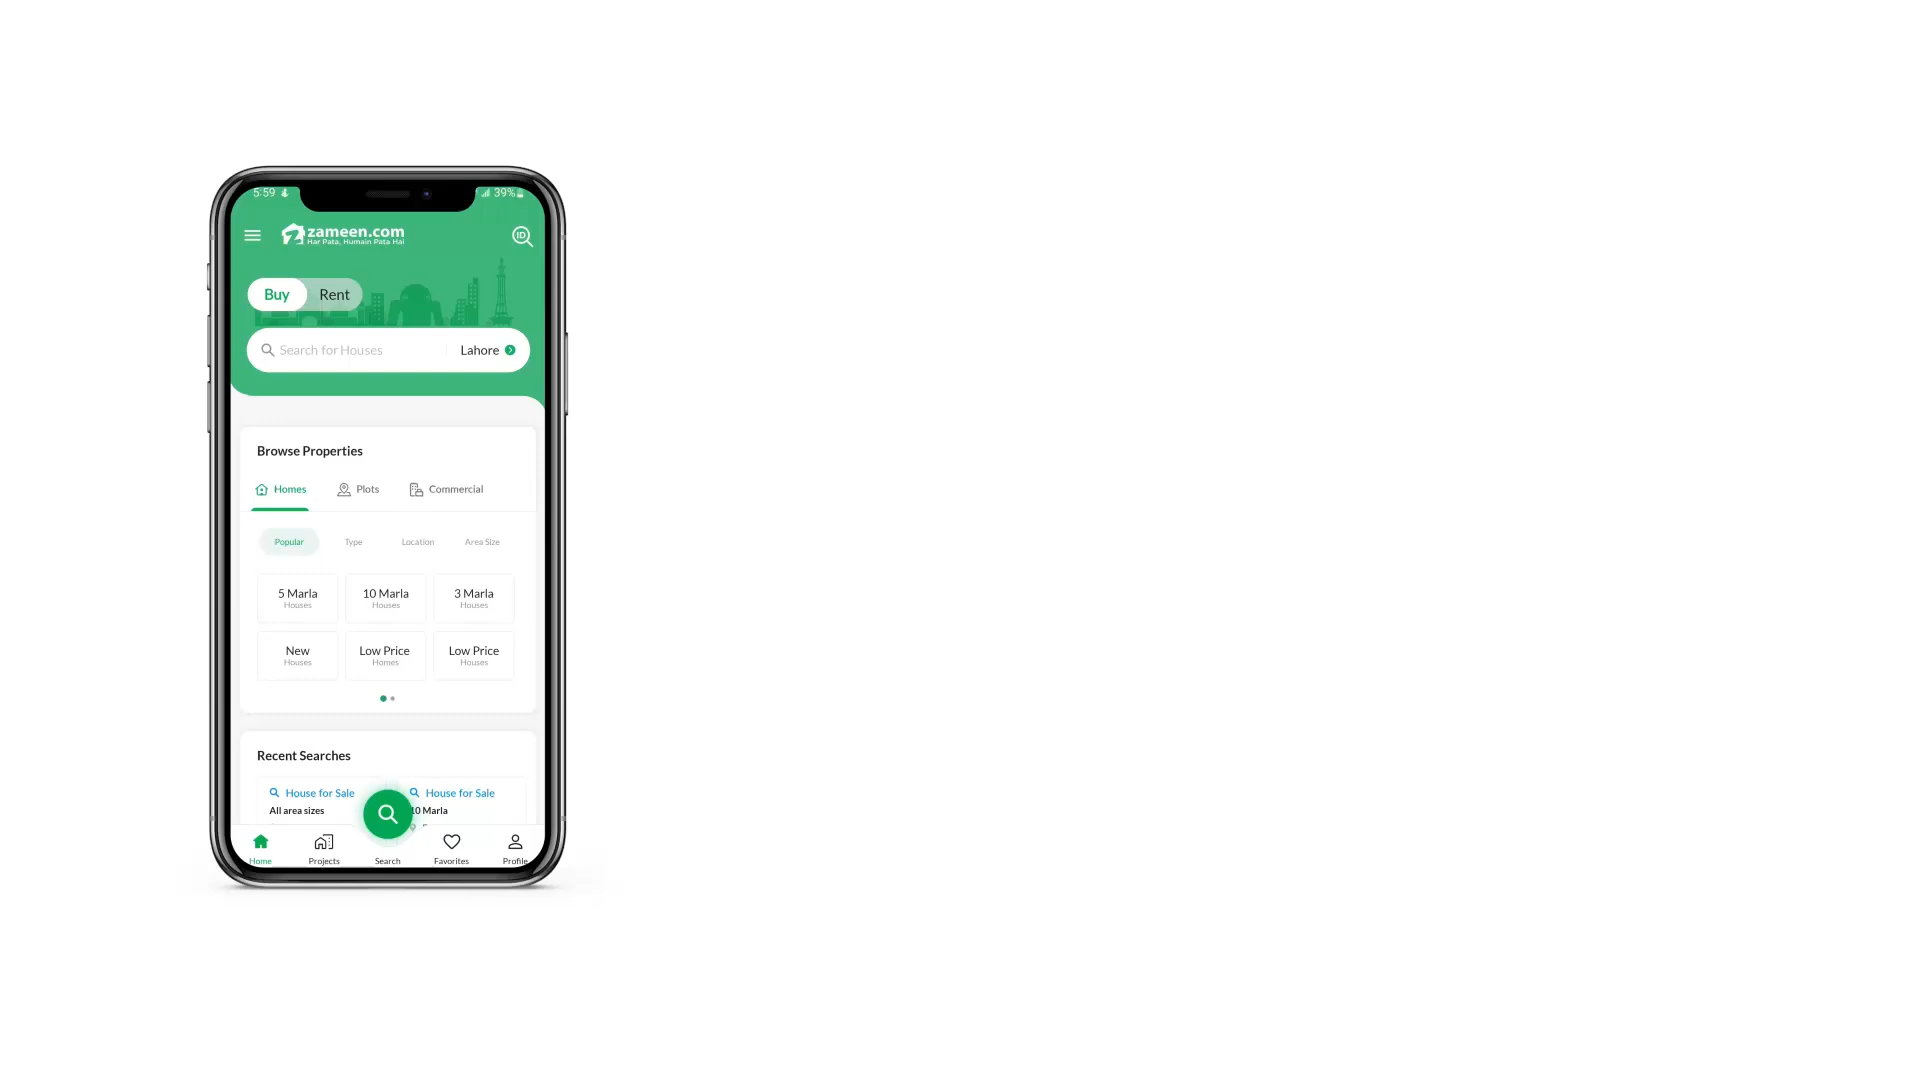 5:59
39%
zameen.com
Har Pata, Humain Pata Hai
ID
Buy Rent
Search for Houses Lahore
Browse Properties
Homes Plots Commercial
Popular Type Location Area Size
5 Marla 10 Marla 3 Marla
Houses Houses Houses
New Low Price Low Price
Houses Homes Houses
Recent Searches
House for Sale House for Sale
All area sizes 10 Marla
Home Projects Search Favorites Profile